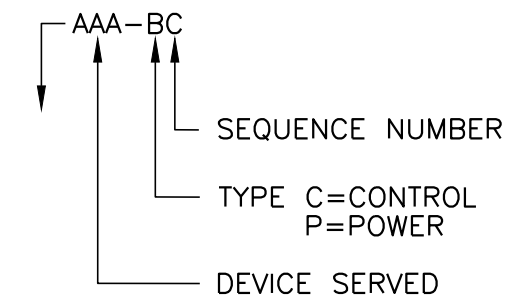 AAA-BC
SEQUENCE NUMBER
TYPE C=CONTROL
P=POWER
DEVICE SERVED